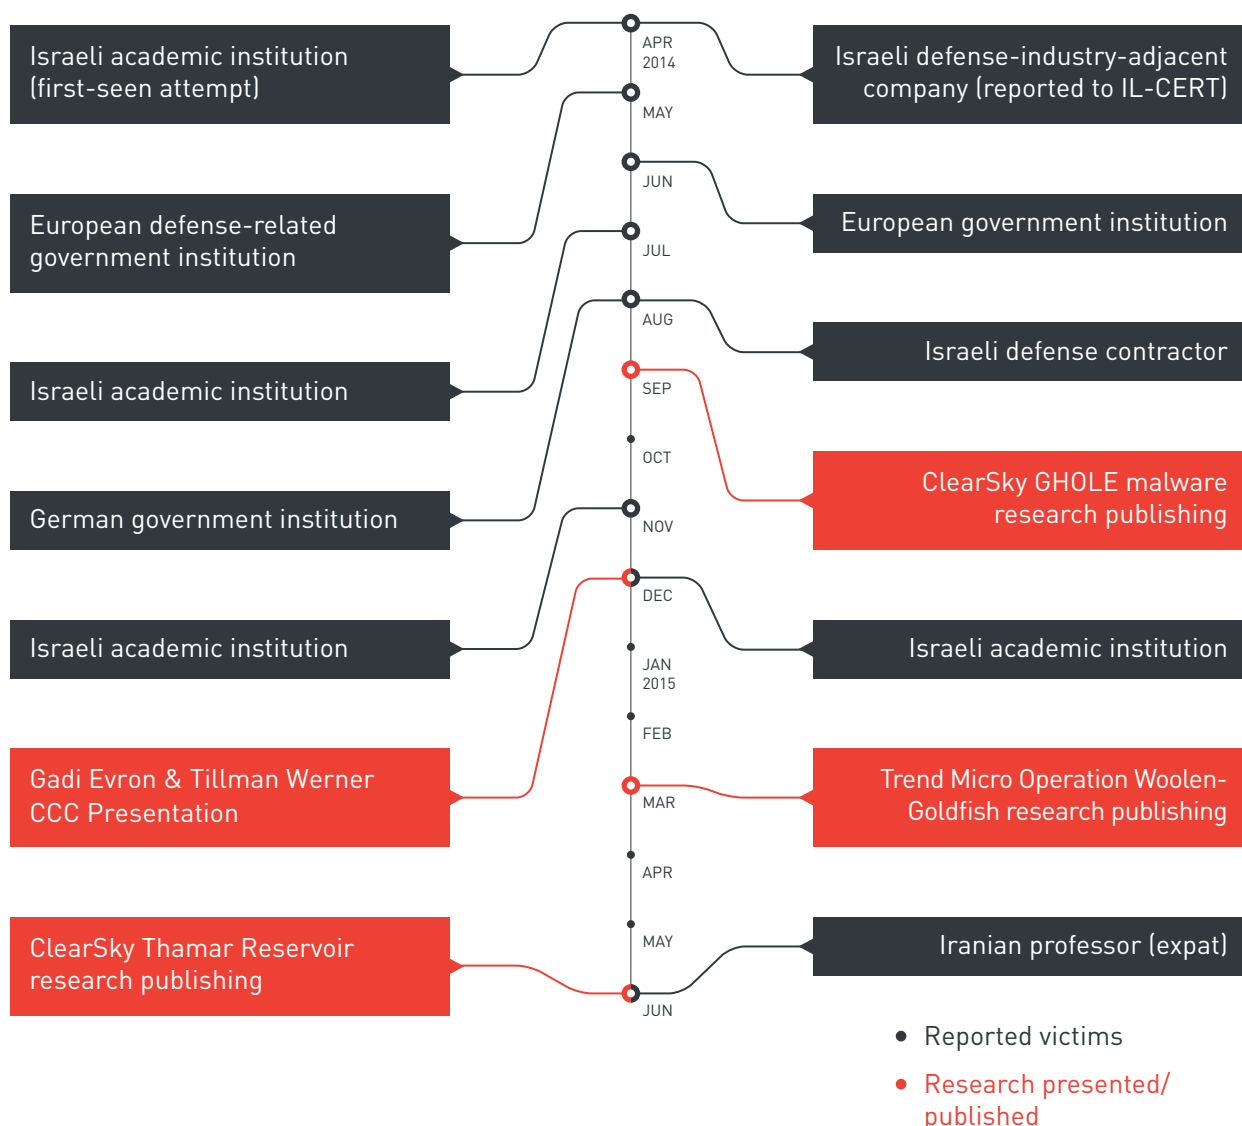 Israeli academic institution
(first-seen attempt)
APR
2014
Israeli defense-industry-adjacent
company (reported to IL-CERT)
MAY
European defense-related
government institution
JUN
European government institution
JUL
Israeli academic institution
AUG
Israeli defense contractor
German government institution
SEP
ClearSky GHOLE malware
research publishing
OCT
NOV
Israeli academic institution
DEC
Israeli academic institution
Gadi Evron & Tillman Werner
CCC Presentation
JAN
2015
FEB
MAR
Trend Micro Operation Woolen-
Goldfish research publishing
APR
MAY
ClearSky Thamar Reservoir
research publishing
JUN
Iranian professor (expat)
Reported victims
Research presented/
published